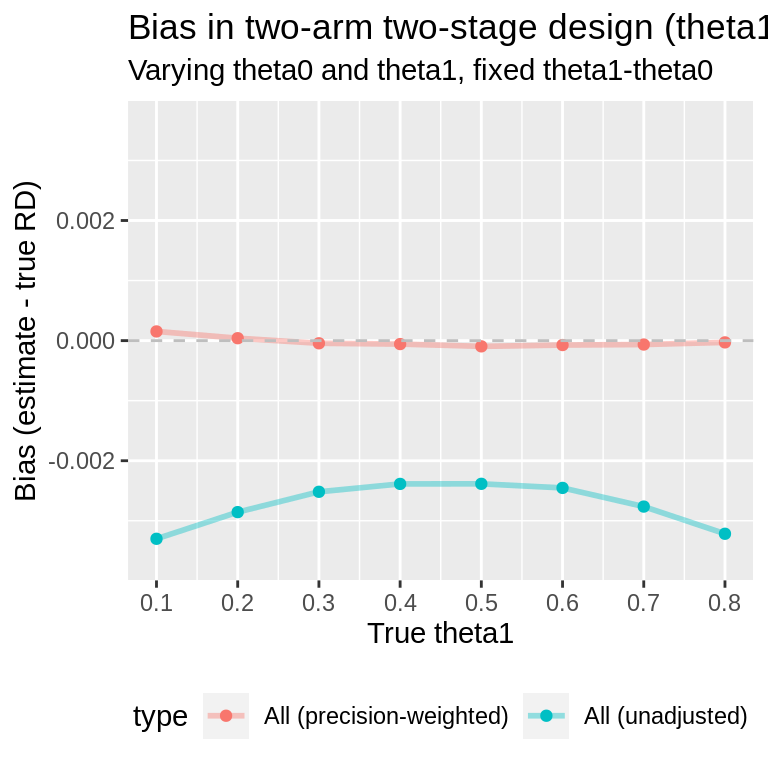 Bias in two-arm two-stage design (theta1
Varying theta0 and theta1, fixed theta1-theta0
Bias (estimate - true RD)
0.002
0.000
-0.002
0.1 0.2 0.3 0.4 0.5 0.6 0.7 0.8
True theta1
type All (precision-weighted) All (unadjusted)